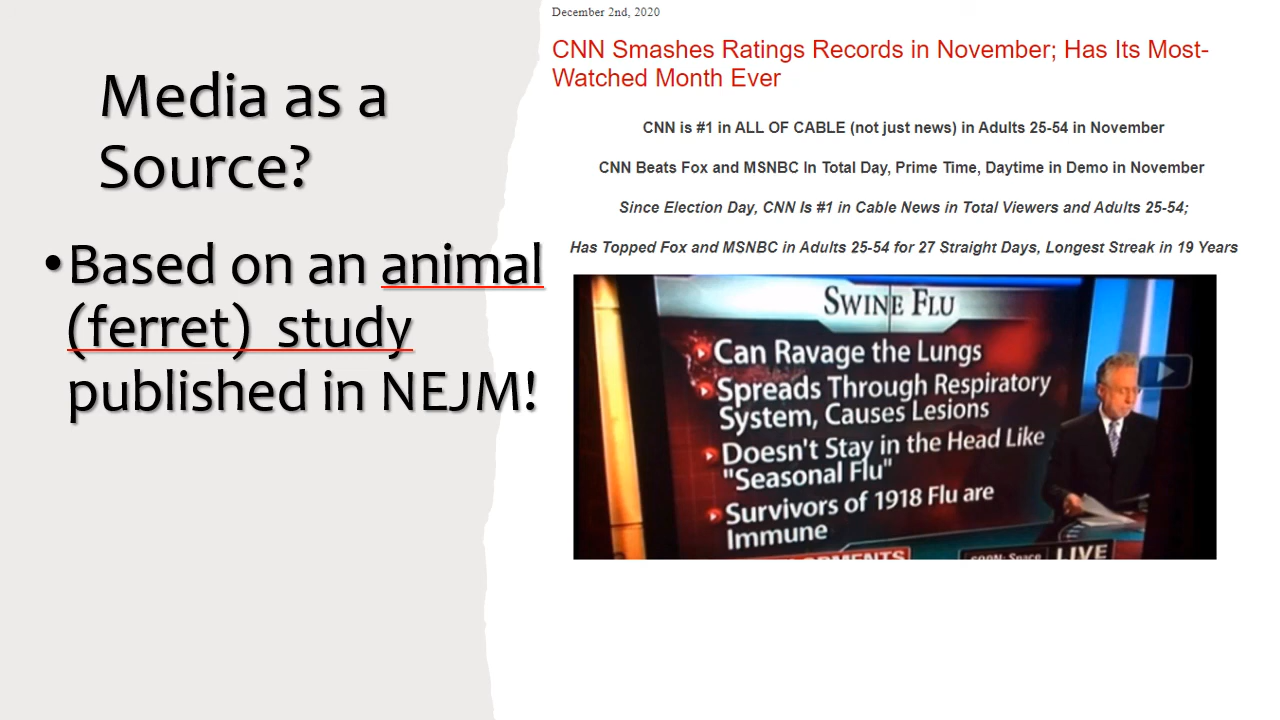 Media as a
Source?
•Based on an animal
(ferret) study
published in NEJM!
December 2nd, 2020
CNN Smashes Ratings Records in November; Has Its Most-
Watched Month Ever
CNN is #1 in ALL OF CABLE (not just news) in Adults 25-54 in November
CNN Beats Fox and MSNBC In Total Day, Prime Time, Daytime in Demo in November
Since Election Day, CNN Is #1 in Cable News in Total Viewers and Adults 25-54;
Has Topped Fox and MSNBC in Adults 25-54 for 27 Straight Days, Longest Streak in 19 Years
SWINE FLU
Can Ravage the Lungs
Spreads Through Respiratory
System, Causes Lesions
Doesn't Stay in the Head Like
"Seasonal Flu"
Survivors of 1918 Flu are
Immune
LIVE